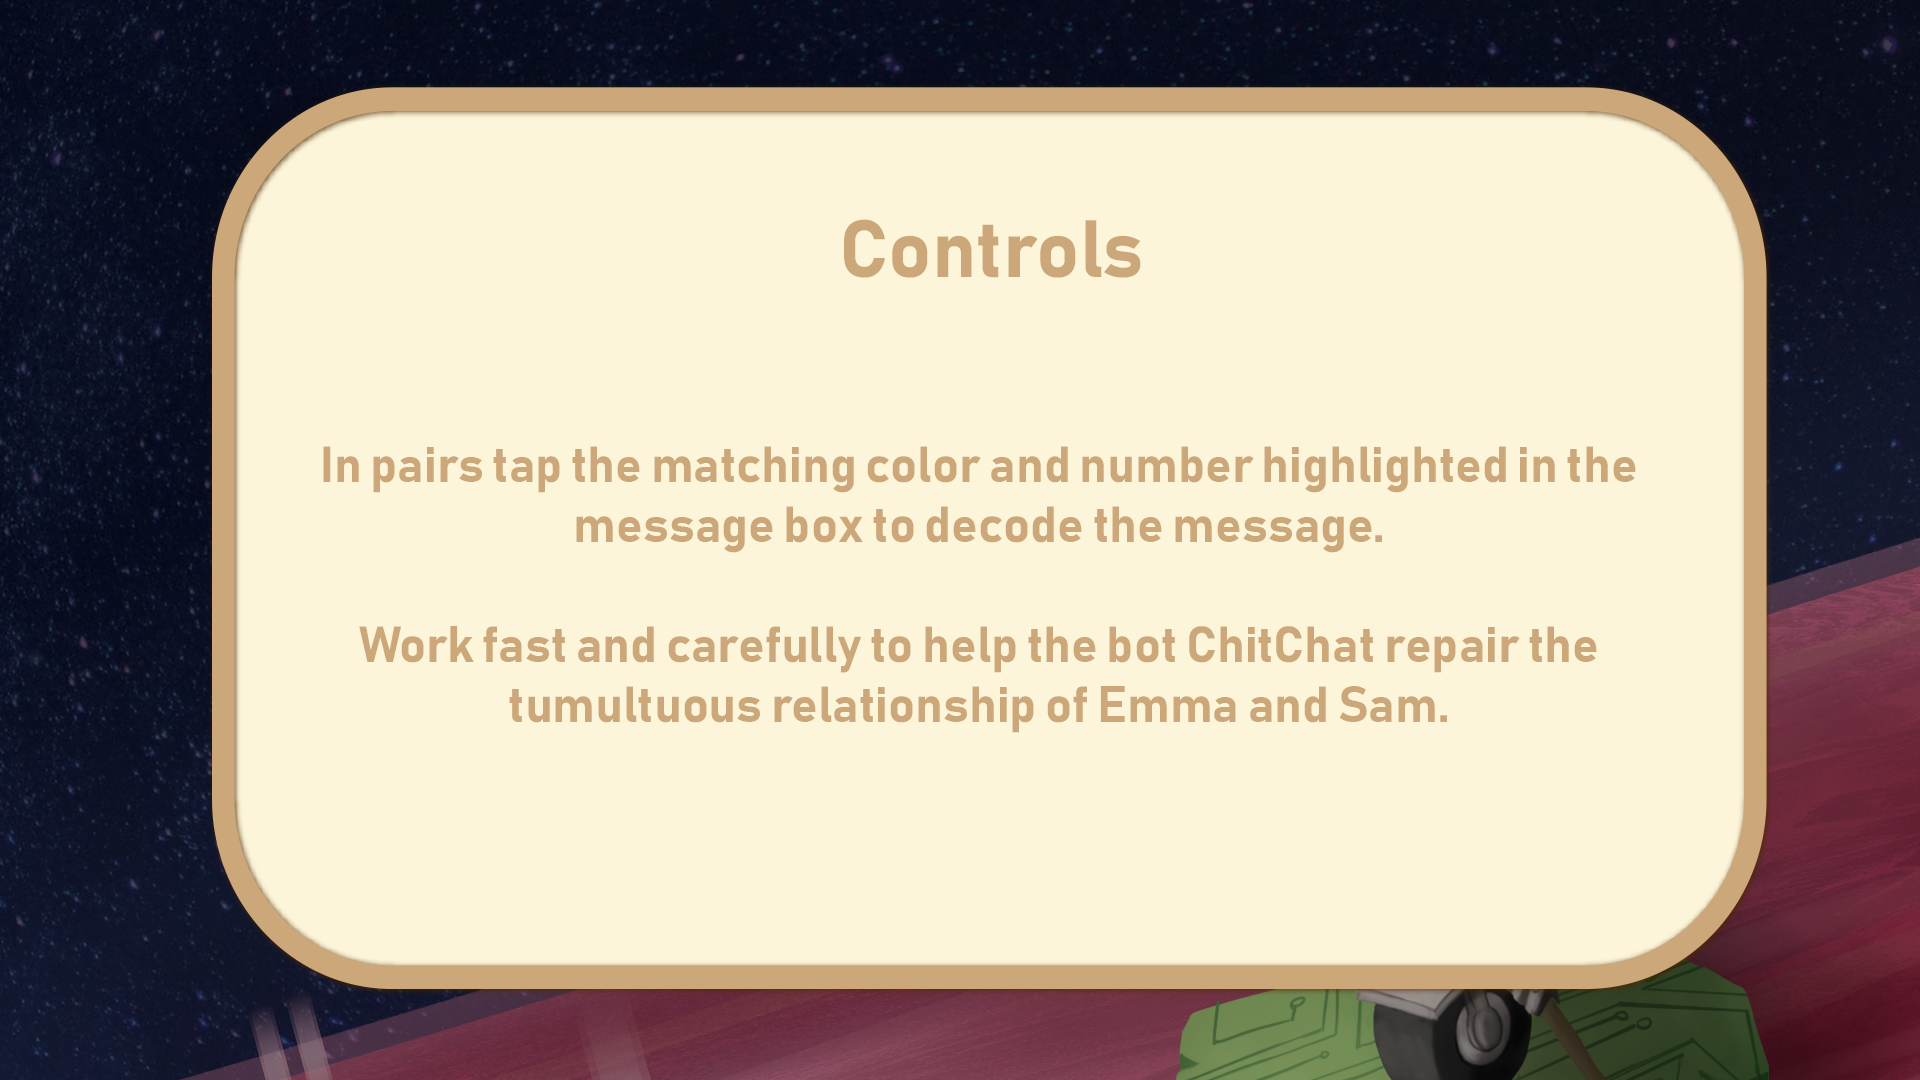 Controls
In pairs tap the matching color and number highlighted in the
message box to decode the message.
Work fast and carefully to help the bot ChitChat repair the
tumultuous relationship of Emma and Sam.